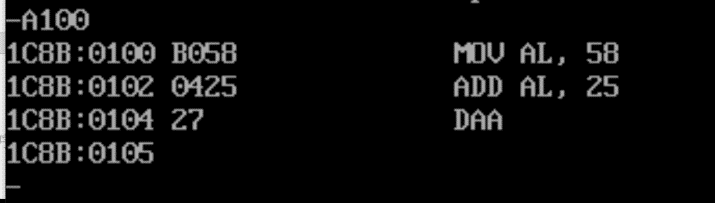 -A100
1C8B:0100 B058 MOV AL, 58
1C8B:0102 0425 ADD AL, 25
1C8B:0104 27 DAA
1C8B:0105
-